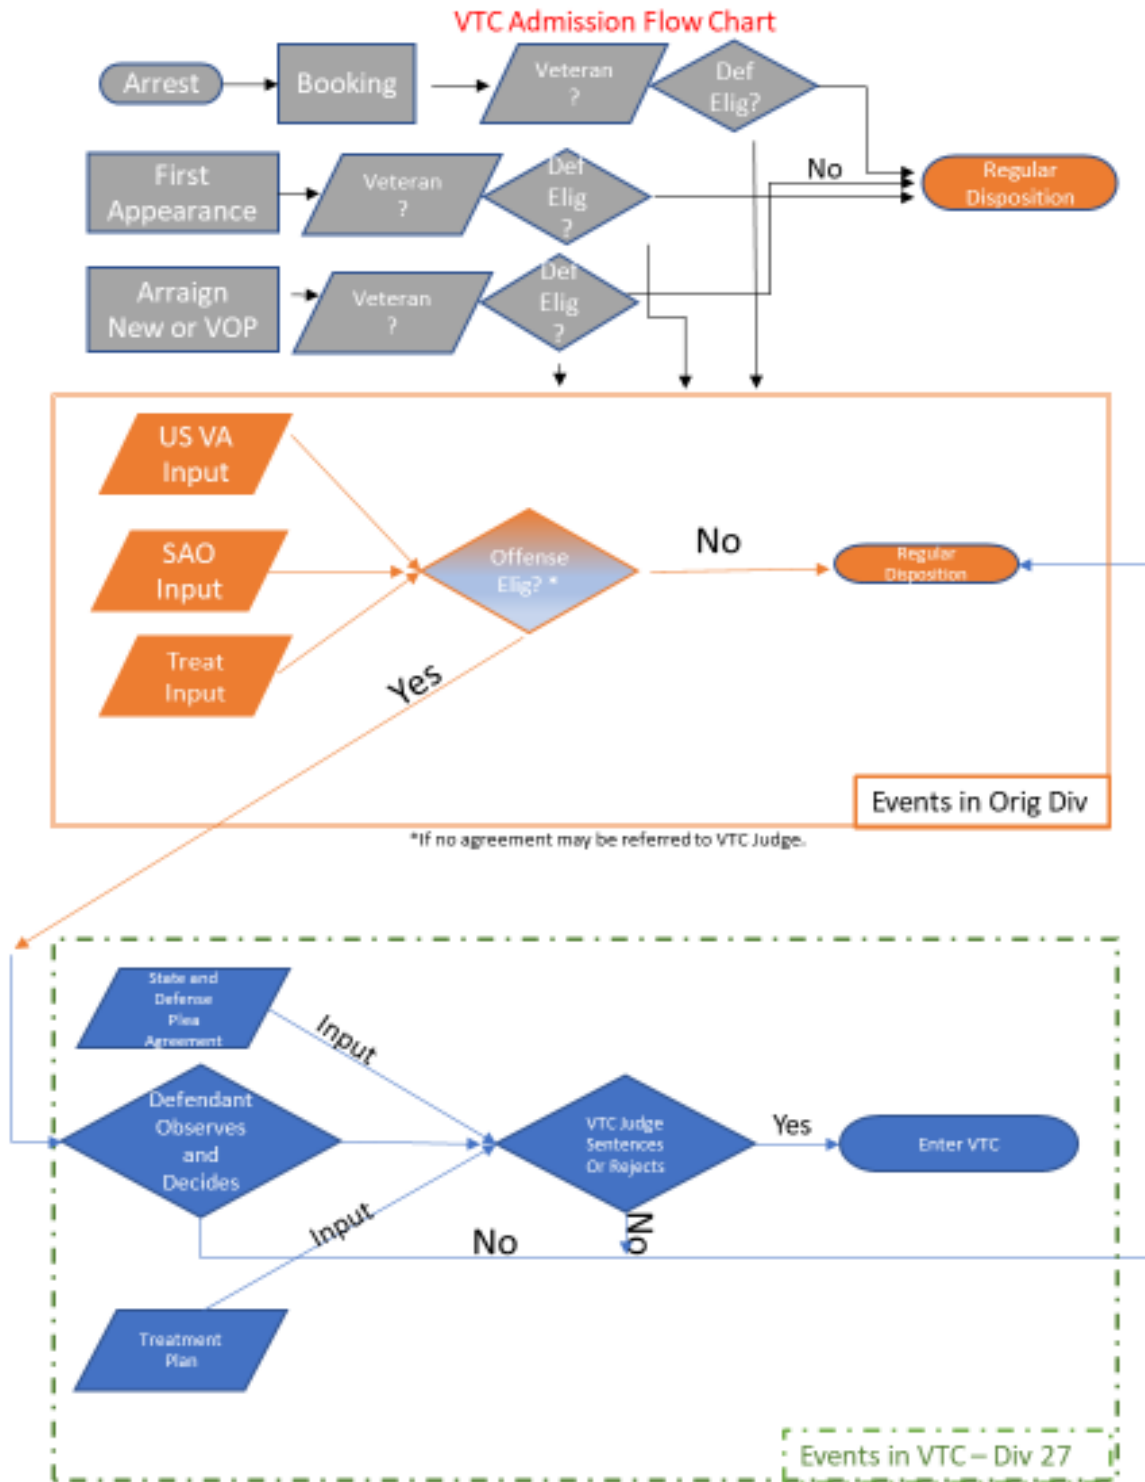 VTC Admission Flow Chart
Arrest
Booking
Veteran
?
Def
Elig?
First
Appearance
Veteran
?
Def
Elig
?
No
Regular
Disposition
Arraign
New or VOP
Veteran
?
Def
Elig
?
US VA
Input
SAO
Input
Treat
Input
Offense
Elig? *
No
Regular
Disposition
Yes
Events in Orig Div
*If no agreement may be referred to VTC Judge.
State and
Defense
Plea
Agreement
Input
Defendant
Observes
and
Decides
VTC Judge
Sentences
Or Rejects
Yes
Enter VTC
Input
No
No
Treatment
Plan
Events in VTC – Div 27